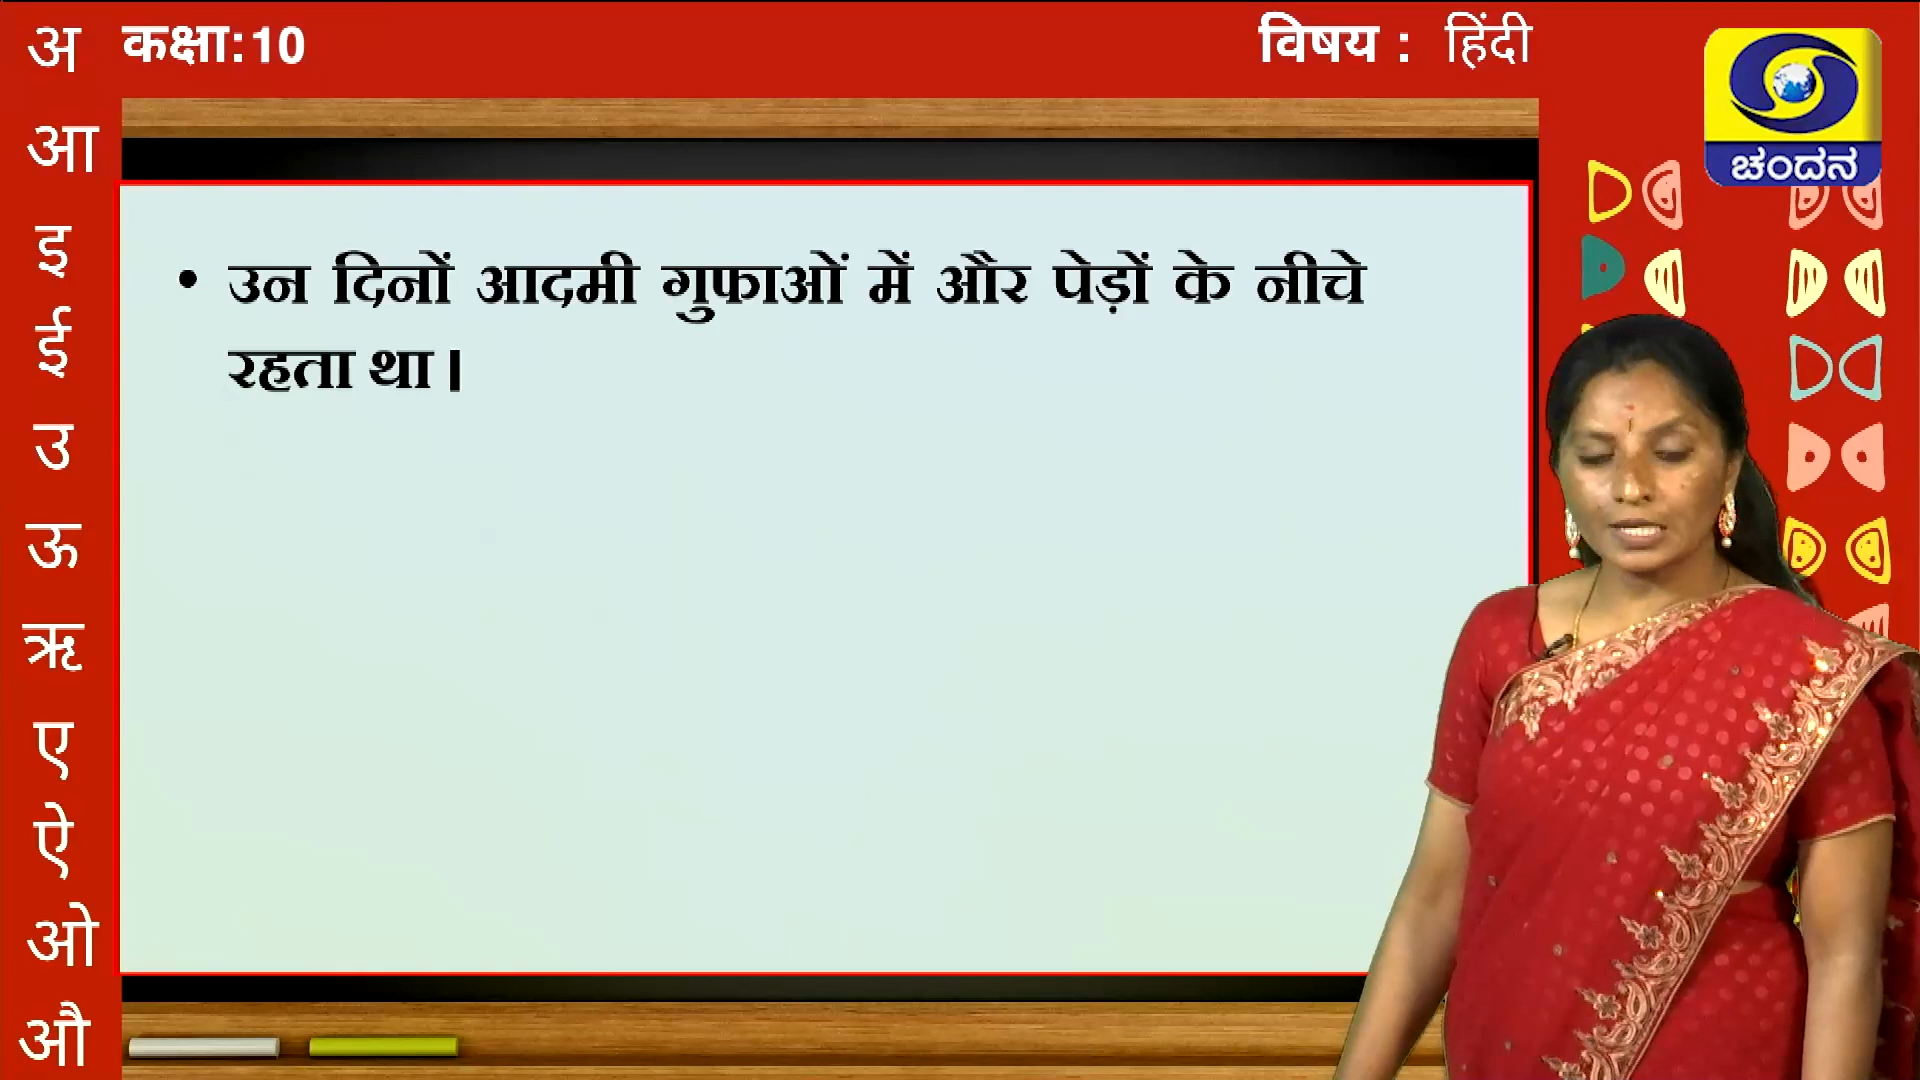 कक्षा:10
विषय : हिंदी
ಚಂದನ
अ
आ
इ
ई
उ
ऊ
ऋ
ए
ऐ
ओ
औ
• उन दिनों आदमी गुफाओं में और पेड़ों के नीचे
रहता था।